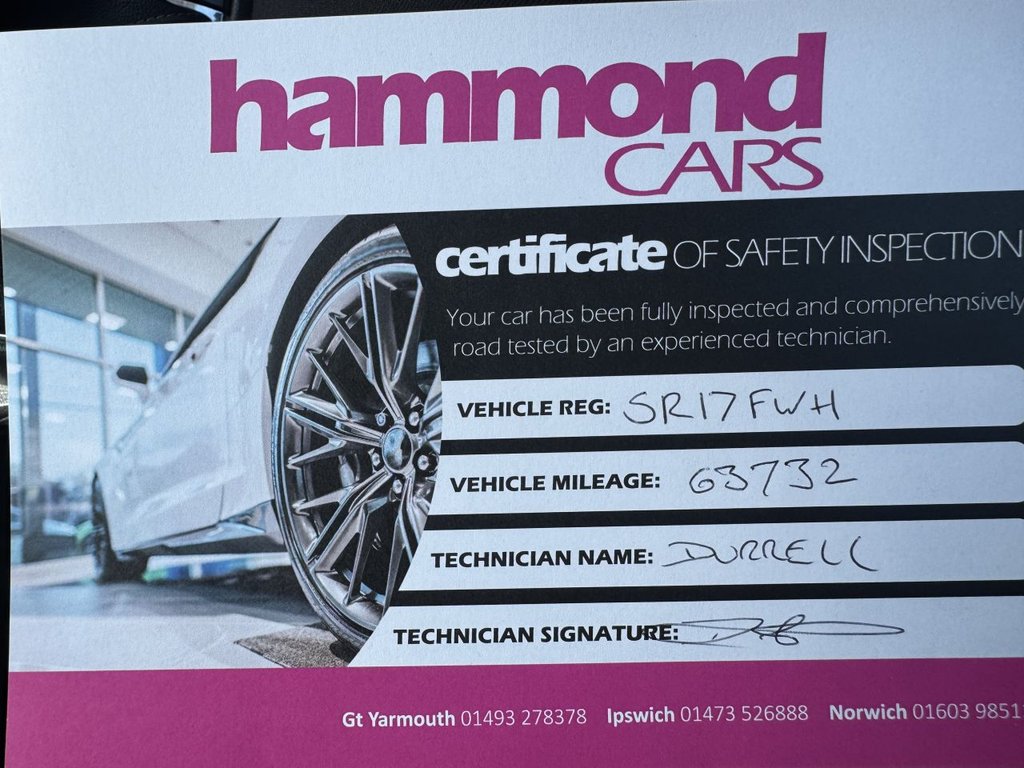 hammond
CARS
certificate OF SAFETY INSPECTION
Your car has been fully inspected and comprehensively
road tested by an experienced technician.
VEHICLE REG: SR17FWH
VEHICLE MILEAGE: 63732
TECHNICIAN NAME: DURRELL
TECHNICIAN SIGNATURE:
Gt Yarmouth 01493 278378 Ipswich 01473 526888 Norwich 01603 9851